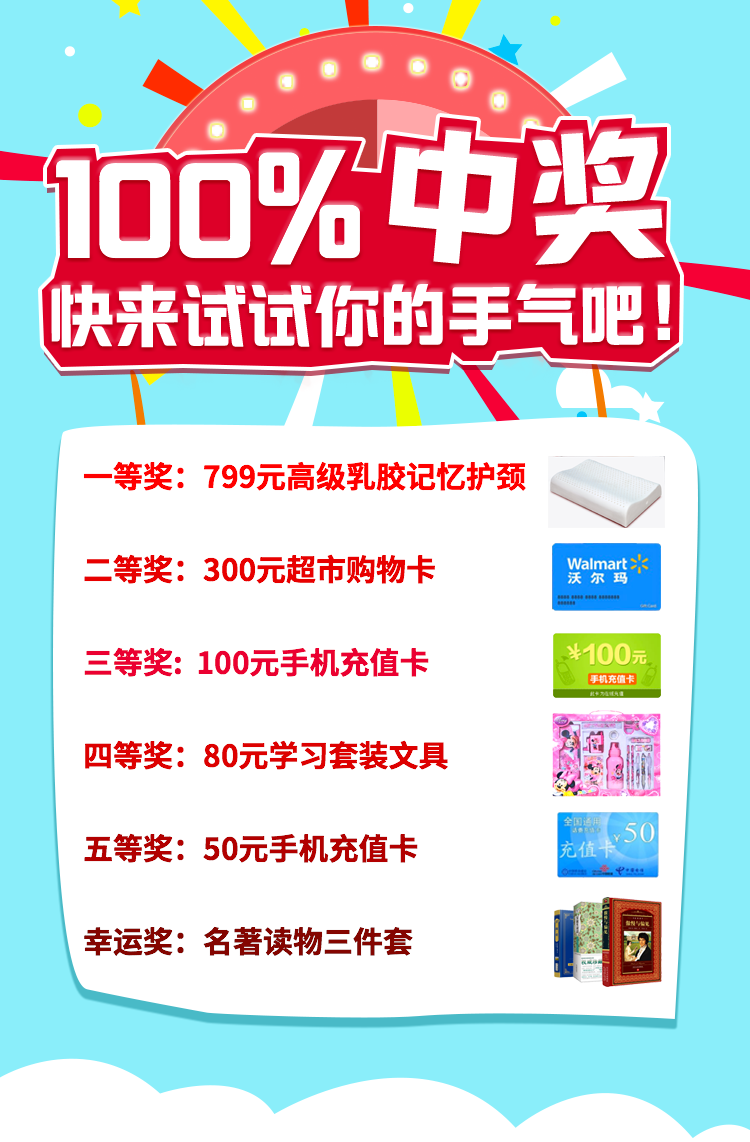 100%中奖
快来试试你的手气吧!
一等奖：799元高级乳胶记忆护颈
二等奖：300元超市购物卡
Walmart
沃尔玛
三等奖: 100元手机充值卡
¥100元
手机充值卡
四等奖：80元学习套装文具
五等奖：50元手机充值卡
¥50
充值卡
幸运奖：名著读物三件套
傲慢与偏见